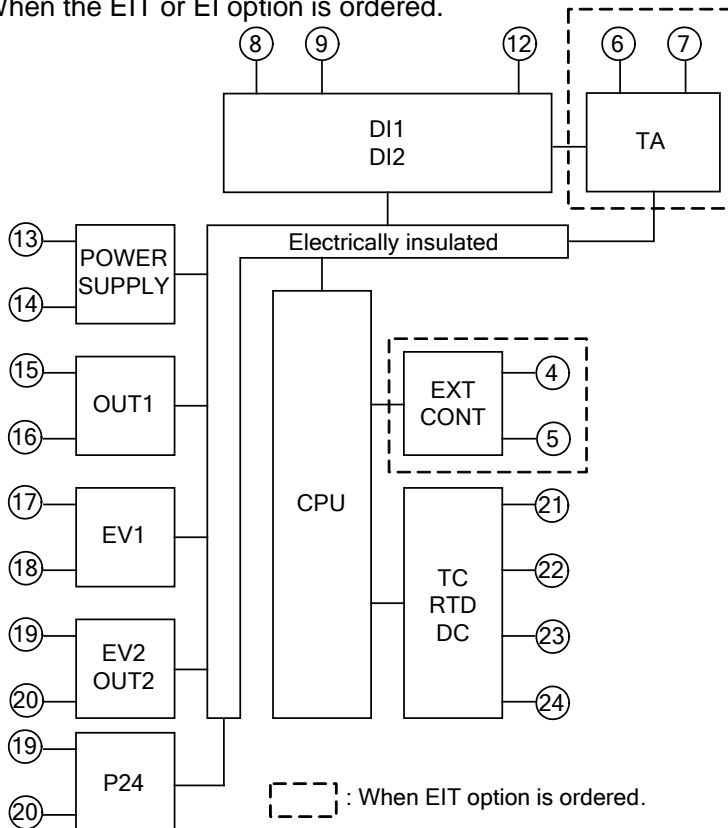 When the EIT or EI option is ordered.
8 9 12 6 7
DI1
DI2
TA
13
14
POWER
SUPPLY
Electrically insulated
15
16
OUT1
EXT
CONT
4
5
17
18
EV1
CPU
TC
RTD
DC
21
22
23
24
19
20
EV2
OUT2
19
20
P24
: When EIT option is ordered.